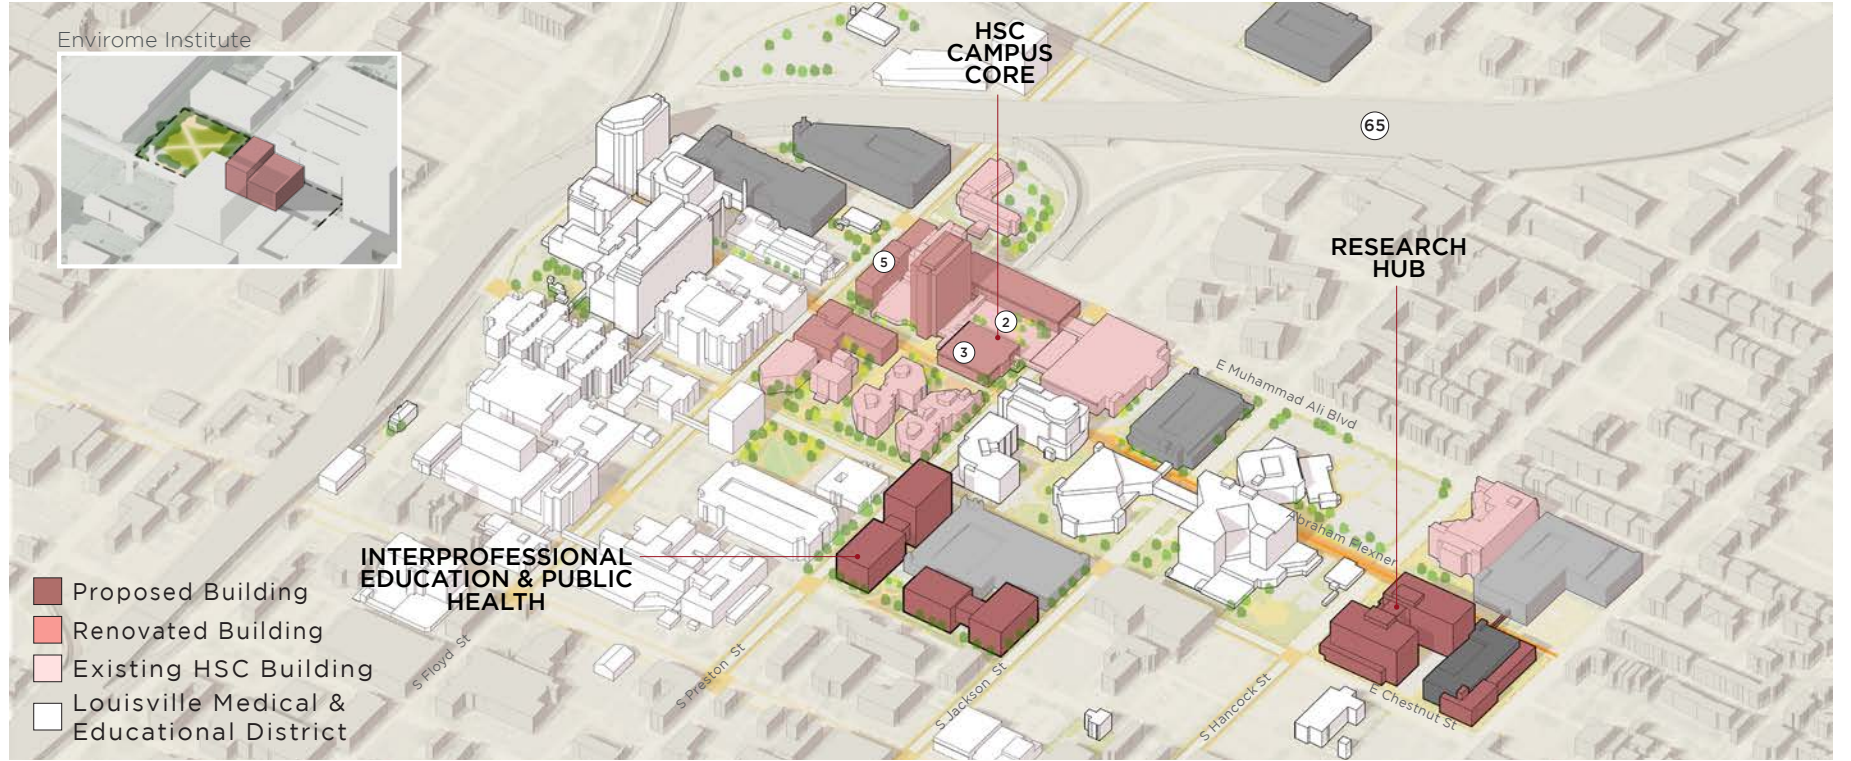 Envirome Institute
HSC
CAMPUS
CORE
65
RESEARCH
HUB
5
2
3
E Muhammad Ali Blvd
Abraham Flexner
INTERPROFESSIONAL
EDUCATION & PUBLIC
HEALTH
Proposed Building
Renovated Building
Existing HSC Building
Louisville Medical &
Educational District
S Floyd St
S Preston St
S Jackson St
S Hancock St
E Chestnut St